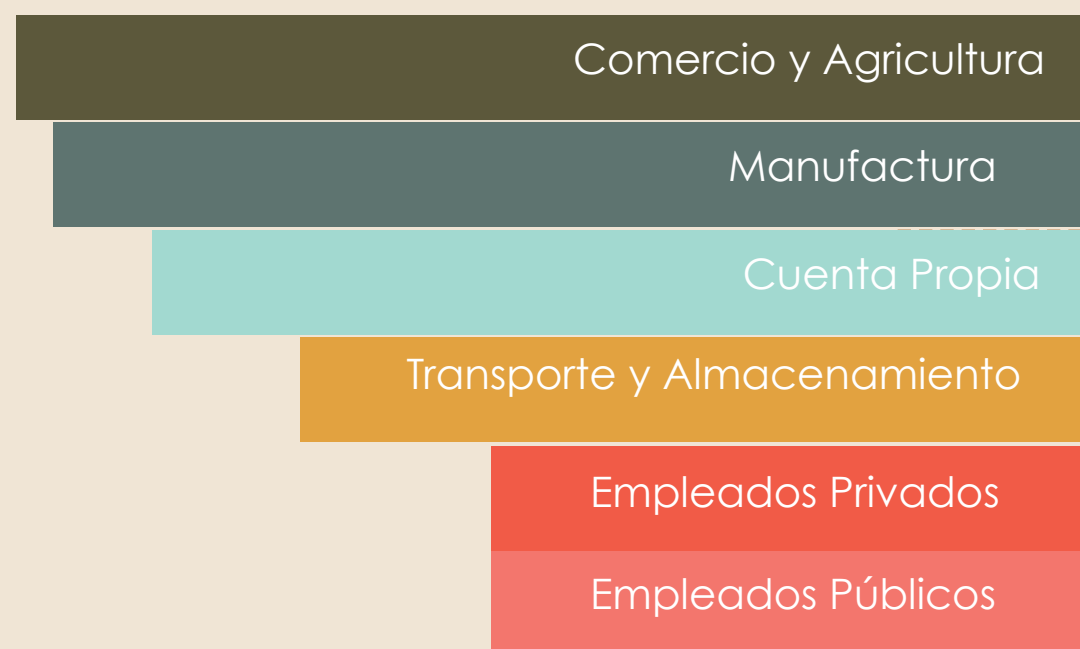 Comercio y Agricultura
Manufactura
Cuenta Propia
Transporte y Almacenamiento
Empleados Privados
Empleados Públicos